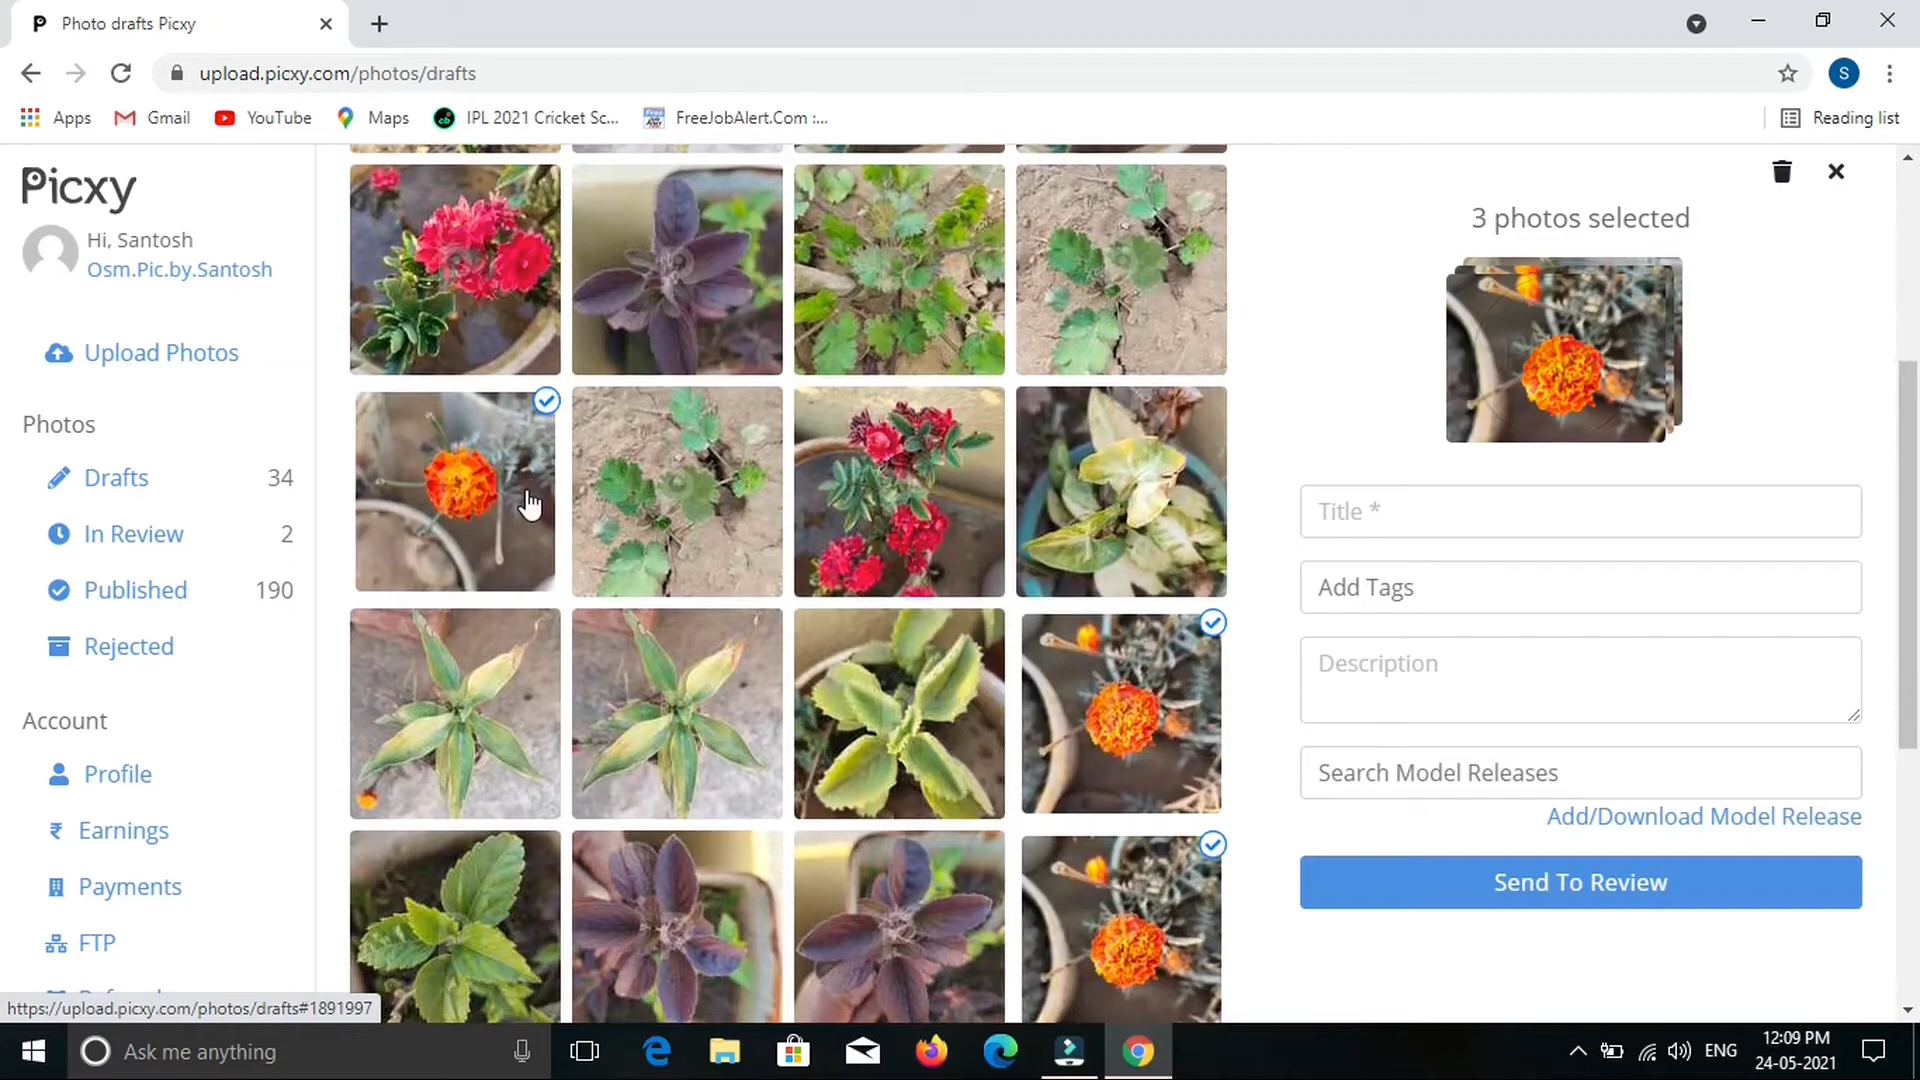 Photo drafts Picxy
upload.picxy.com/photos/drafts
S
Apps
Gmail
YouTube
Maps
IPL 2021 Cricket Sc...
FreeJobAlert.Com :...
Reading list
Picxy
Hi, Santosh
Osm.Pic.by.Santosh
Upload Photos
Photos
Drafts 34
In Review 2
Published 190
Rejected
Account
Profile
Earnings
Payments
FTP
3 photos selected
Title *
Add Tags
Description
Search Model Releases
Add/Download Model Release
Send To Review
https://upload.picxy.com/photos/drafts#1891997
Ask me anything
ENG
12:09 PM
24-05-2021